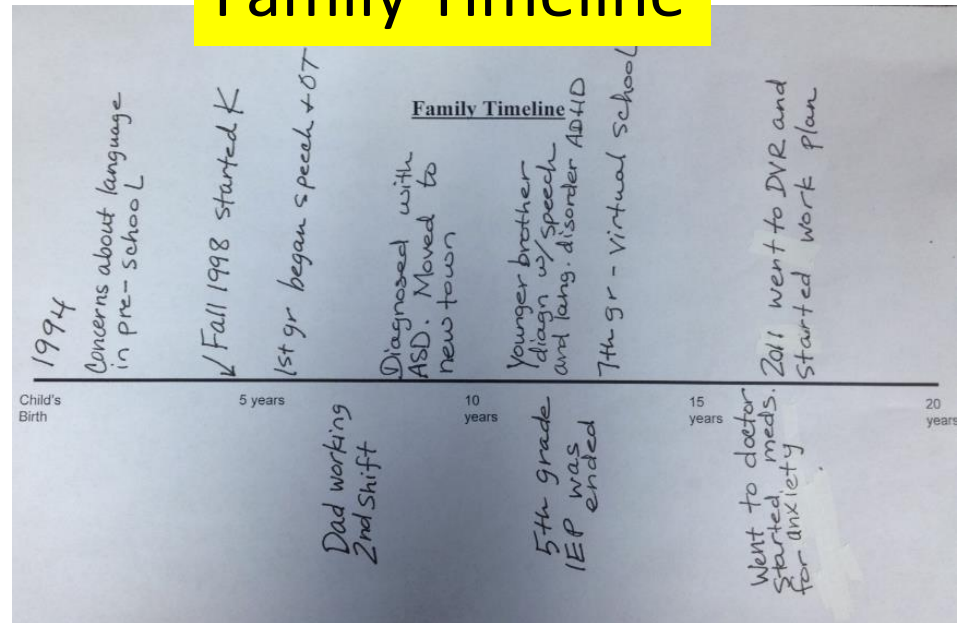 Family Timeline
Family Timeline
1994
Concerns about language
in pre-school
↙Fall 1998 started K
1st gr began speech + OT
Diagnosed with
ASD. Moved to
new town
Younger brother
diagn w/speech
and lang. disorder ADHD
7th gr - virtual school
2011 went to DVR and
started work plan
Child's
Birth
5 years
10
years
15
years
20
years
Dad working
2nd shift
5th grade
IEP was
ended
Went to doctor.
Started meds.
for anxiety